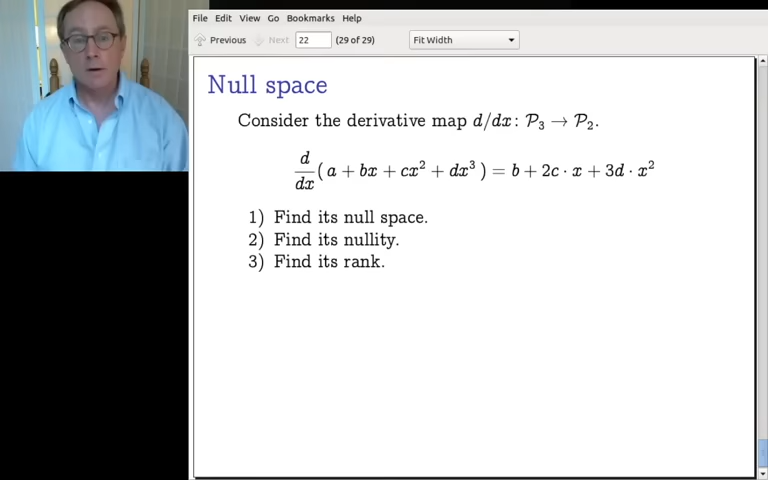 File Edit View Go Bookmarks Help
Previous Next 22 (29 of 29) Fit Width
Null space
Consider the derivative map d/dx : 𝒫₃ → 𝒫₂.
d/dx (a + bx + cx² + dx³) = b + 2c · x + 3d · x²
1) Find its null space.
2) Find its nullity.
3) Find its rank.